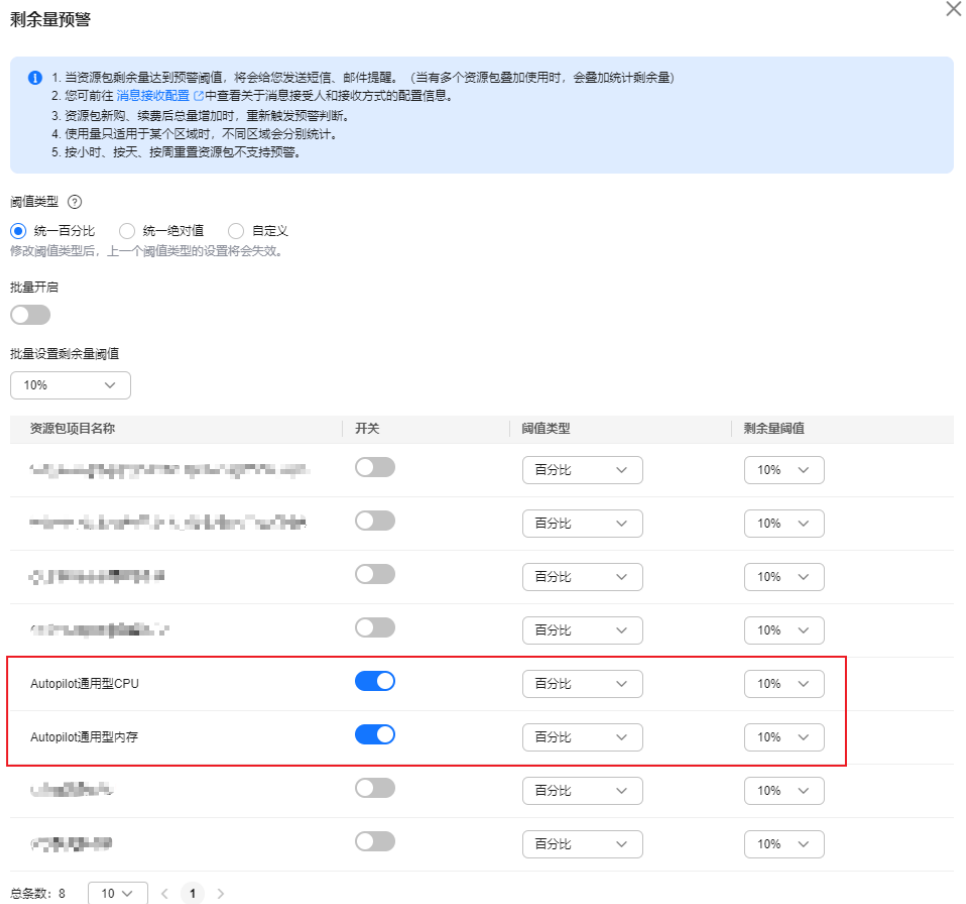 剩余量预警
1. 当资源包剩余量达到预警阈值，将会给您发送短信、邮件提醒。（当有多个资源包叠加使用时，会叠加统计剩余量）
2. 您可前往 消息接收配置 中查看关于消息接受人和接收方式的配置信息。
3. 资源包新购、续费后总量增加时，重新触发预警判断。
4. 使用量只适用于某个区域时，不同区域会分别统计。
5. 按小时、按天、按周重置资源包不支持预警。
阈值类型 ?
统一百分比 统一绝对值 自定义
修改阈值类型后，上一个阈值类型的设置将会失效。
批量开启
批量设置剩余量阈值
10%
资源包项目名称 开关 阈值类型 剩余量阈值
百分比 10%
百分比 10%
百分比 10%
百分比 10%
Autopilot通用型CPU 百分比 10%
Autopilot通用型内存 百分比 10%
百分比 10%
百分比 10%
总条数：8 10 < 1 >